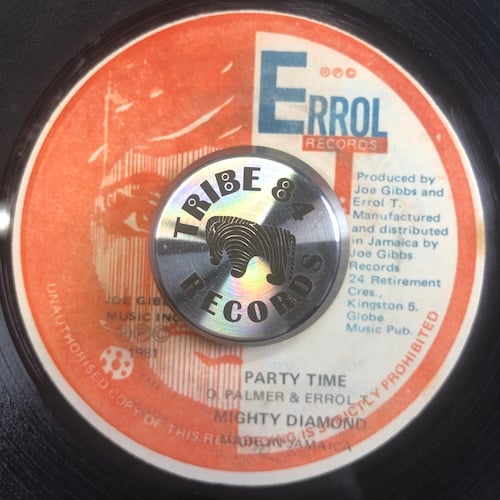 ERROL
RECORDS
Produced by
Joe Gibbs and
Errol T.
Manufactured
and distributed
in Jamaica by
Joe Gibbs
Records
24 Retirement
Cres.,
Kingston 5.
Globe
Music Pub.
TRIBE 84
RECORDS
JOE GIBBS
MUSIC INC
1981
PARTY TIME
O. PALMER & ERROL T.
MIGHTY DIAMOND
MADE IN JAMAICA
UNAUTHORISED COPY OF THIS RECORDING IS STRICTLY PROHIBITED